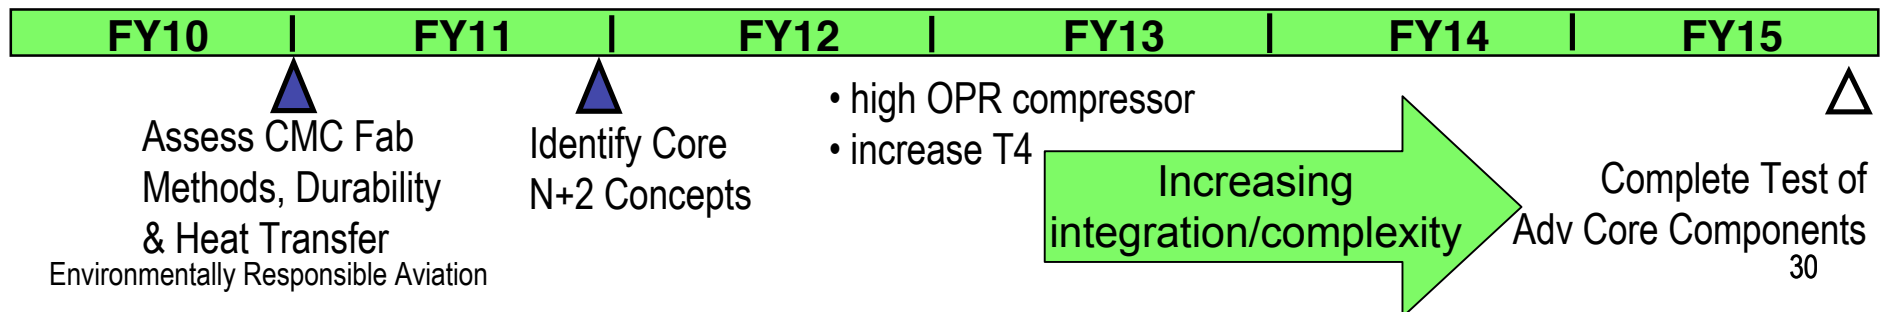 FY10 | FY11 | FY12 | FY13 | FY14 | FY15
Assess CMC Fab
Methods, Durability
& Heat Transfer
Identify Core
N+2 Concepts
• high OPR compressor
• increase T4
Increasing
integration/complexity
Complete Test of
Adv Core Components
Environmentally Responsible Aviation
30